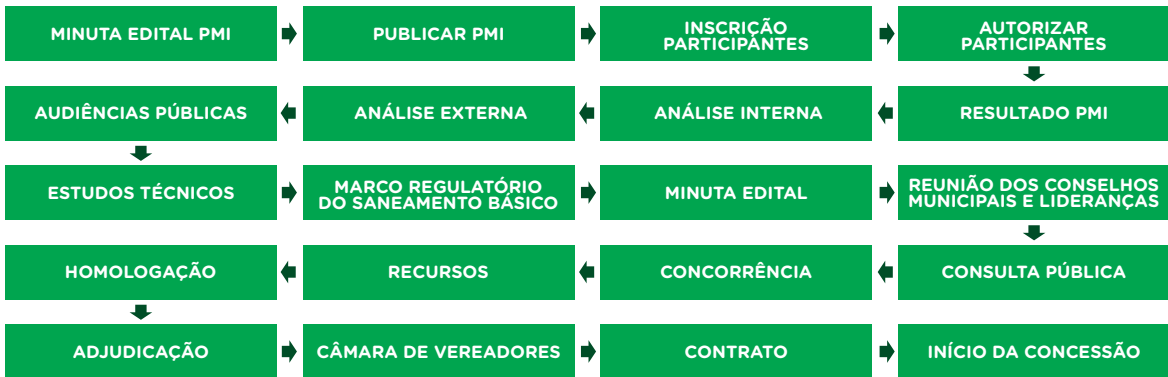 MINUTA EDITAL PMI
PUBLICAR PMI
INSCRIÇÃO
PARTICIPANTES
AUTORIZAR
PARTICIPANTES
RESULTADO PMI
ANÁLISE INTERNA
ANÁLISE EXTERNA
AUDIÊNCIAS PÚBLICAS
ESTUDOS TÉCNICOS
MARCO REGULATÓRIO
DO SANEAMENTO BÁSICO
MINUTA EDITAL
REUNIÃO DOS CONSELHOS
MUNICIPAIS E LIDERANÇAS
CONSULTA PÚBLICA
CONCORRÊNCIA
RECURSOS
HOMOLOGAÇÃO
ADJUDICAÇÃO
CÂMARA DE VEREADORES
CONTRATO
INÍCIO DA CONCESSÃO